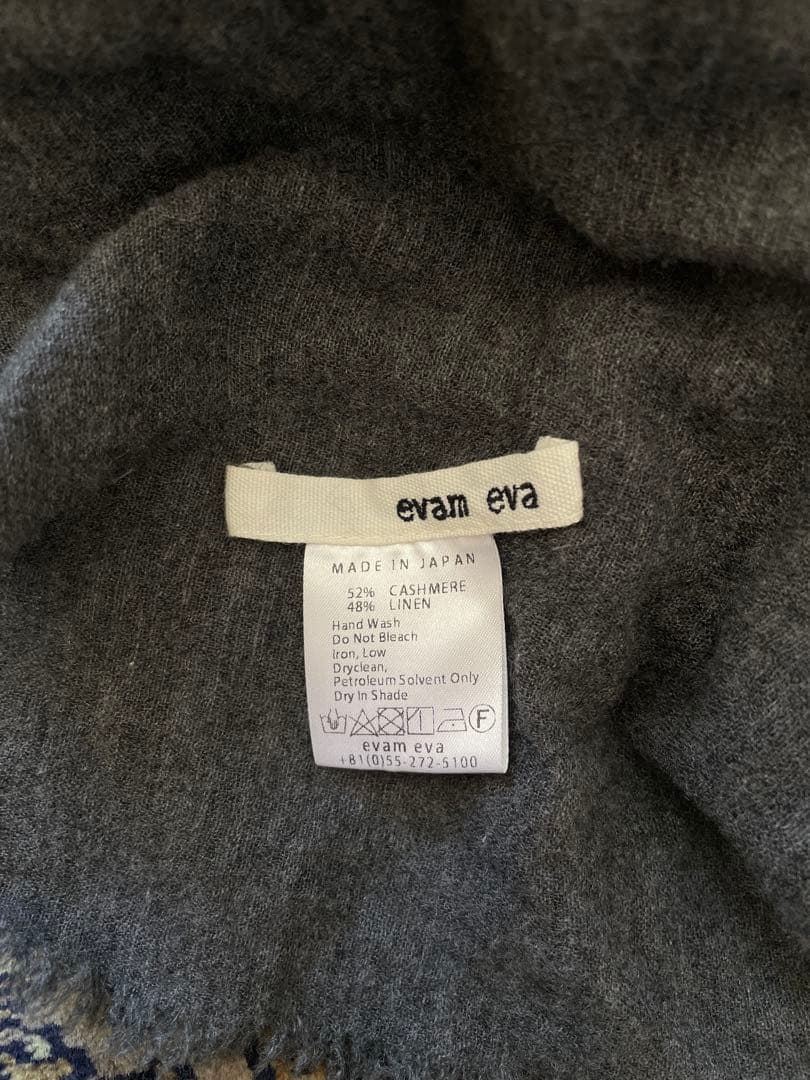 evam eva
MADE IN JAPAN
52% CASHMERE
48% LINEN
Hand Wash
Do Not Bleach
Iron, Low
Dryclean,
Petroleum Solvent Only
Dry In Shade
F
evam eva
+81(0)55-272-5100